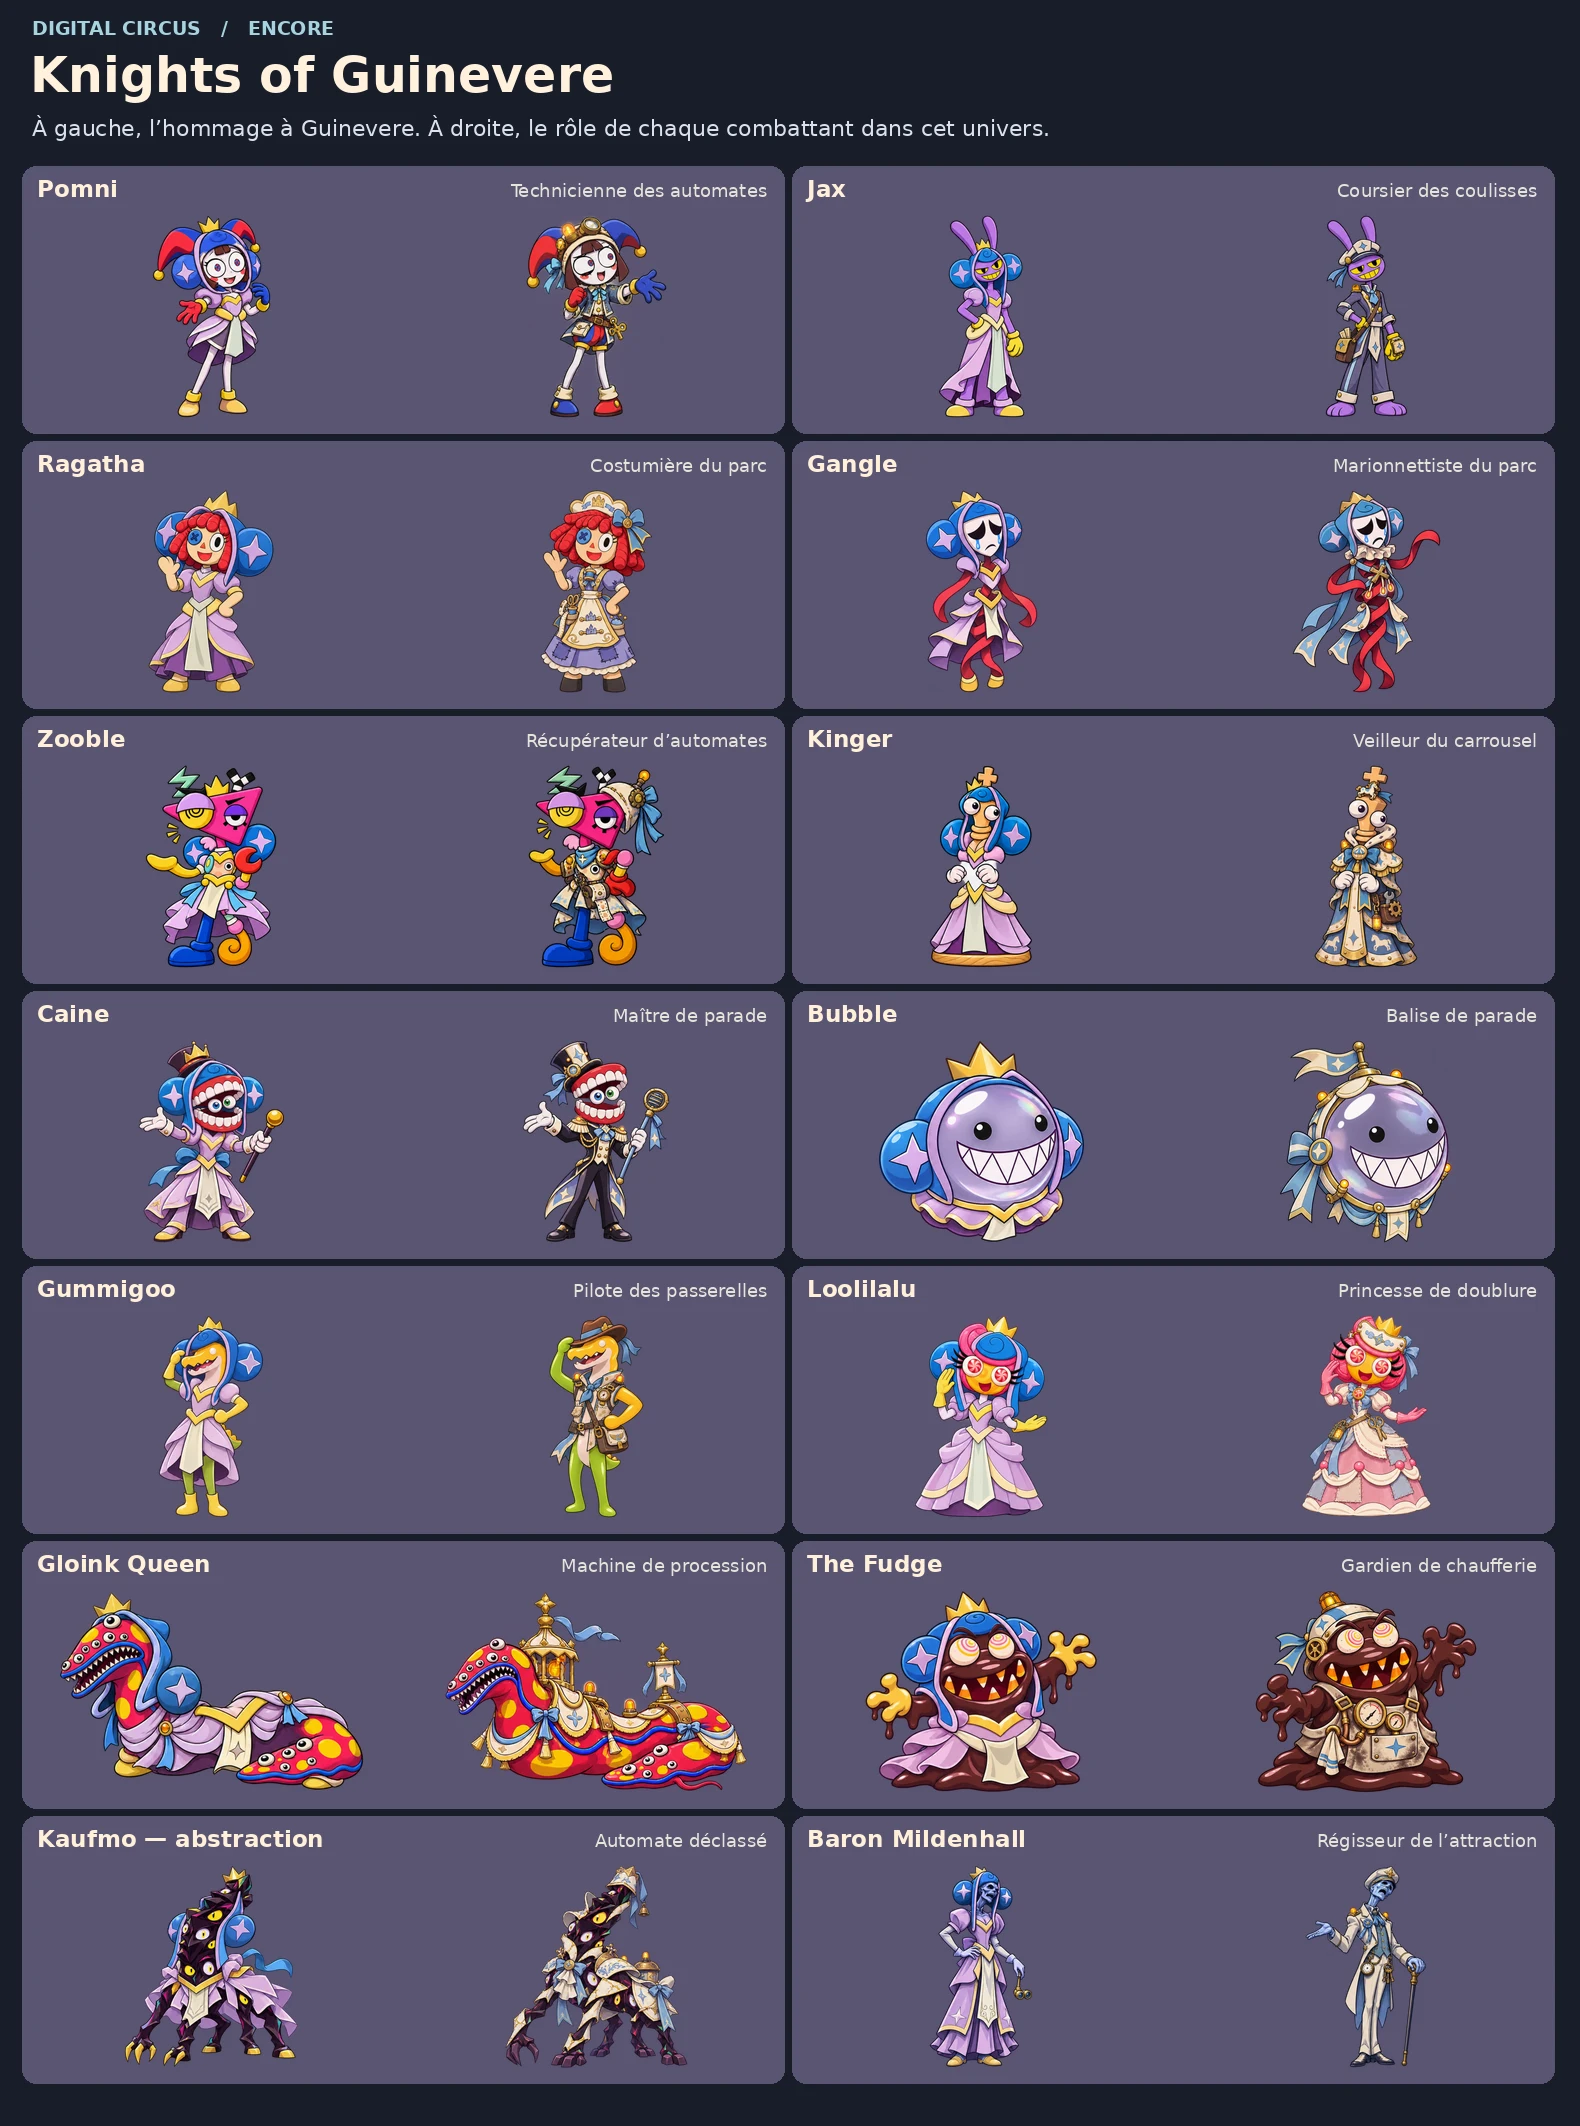 DIGITAL CIRCUS / ENCORE
Knights of Guinevere
À gauche, l’hommage à Guinevere. À droite, le rôle de chaque combattant dans cet univers.
Pomni
Technicienne des automates
Jax
Coursier des coulisses
Ragatha
Costumière du parc
Gangle
Marionnettiste du parc
Zooble
Récupérateur d’automates
Kinger
Veilleur du carrousel
Caine
Maître de parade
Bubble
Balise de parade
Gummigoo
Pilote des passerelles
Loolilalu
Princesse de doublure
Gloink Queen
Machine de procession
The Fudge
Gardien de chaufferie
Kaufmo — abstraction
Automate déclassé
Baron Mildenhall
Régisseur de l’attraction